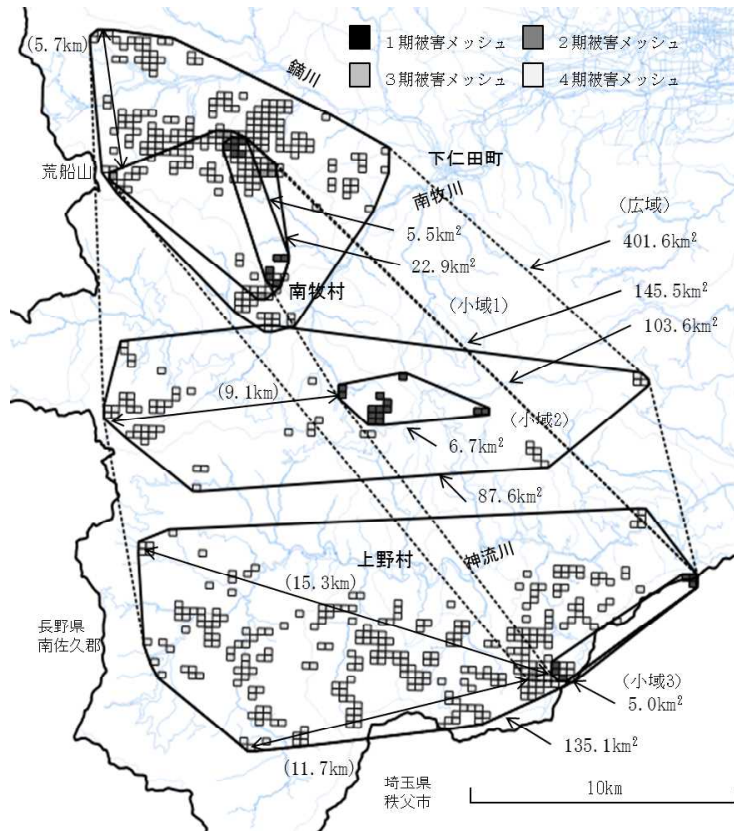 (5.7km)
1期被害メッシュ
2期被害メッシュ
3期被害メッシュ
4期被害メッシュ
鏑川
荒船山
下仁田町
南牧川
(広域)
5.5km²
401.6km²
22.9km²
南牧村
(小域1)
145.5km²
103.6km²
(9.1km)
(小域2)
6.7km²
87.6km²
上野村
神流川
(15.3km)
長野県
南佐久郡
(小域3)
5.0km²
135.1km²
(11.7km)
埼玉県
秩父市
10km